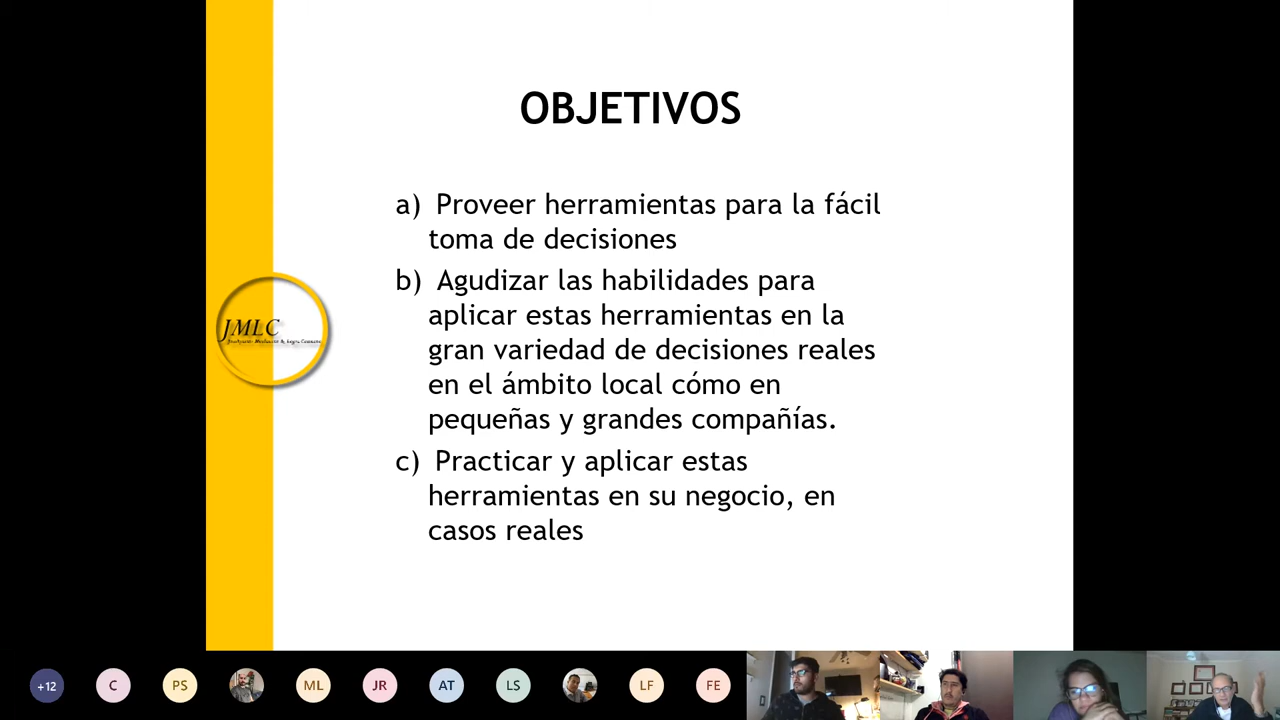 OBJETIVOS
a) Proveer herramientas para la fácil
toma de decisiones
b) Agudizar las habilidades para
aplicar estas herramientas en la
gran variedad de decisiones reales
en el ámbito local cómo en
pequeñas y grandes compañías.
c) Practicar y aplicar estas
herramientas en su negocio, en
casos reales
JMLC
+12
C
PS
ML
JR
AT
LS
LF
FE